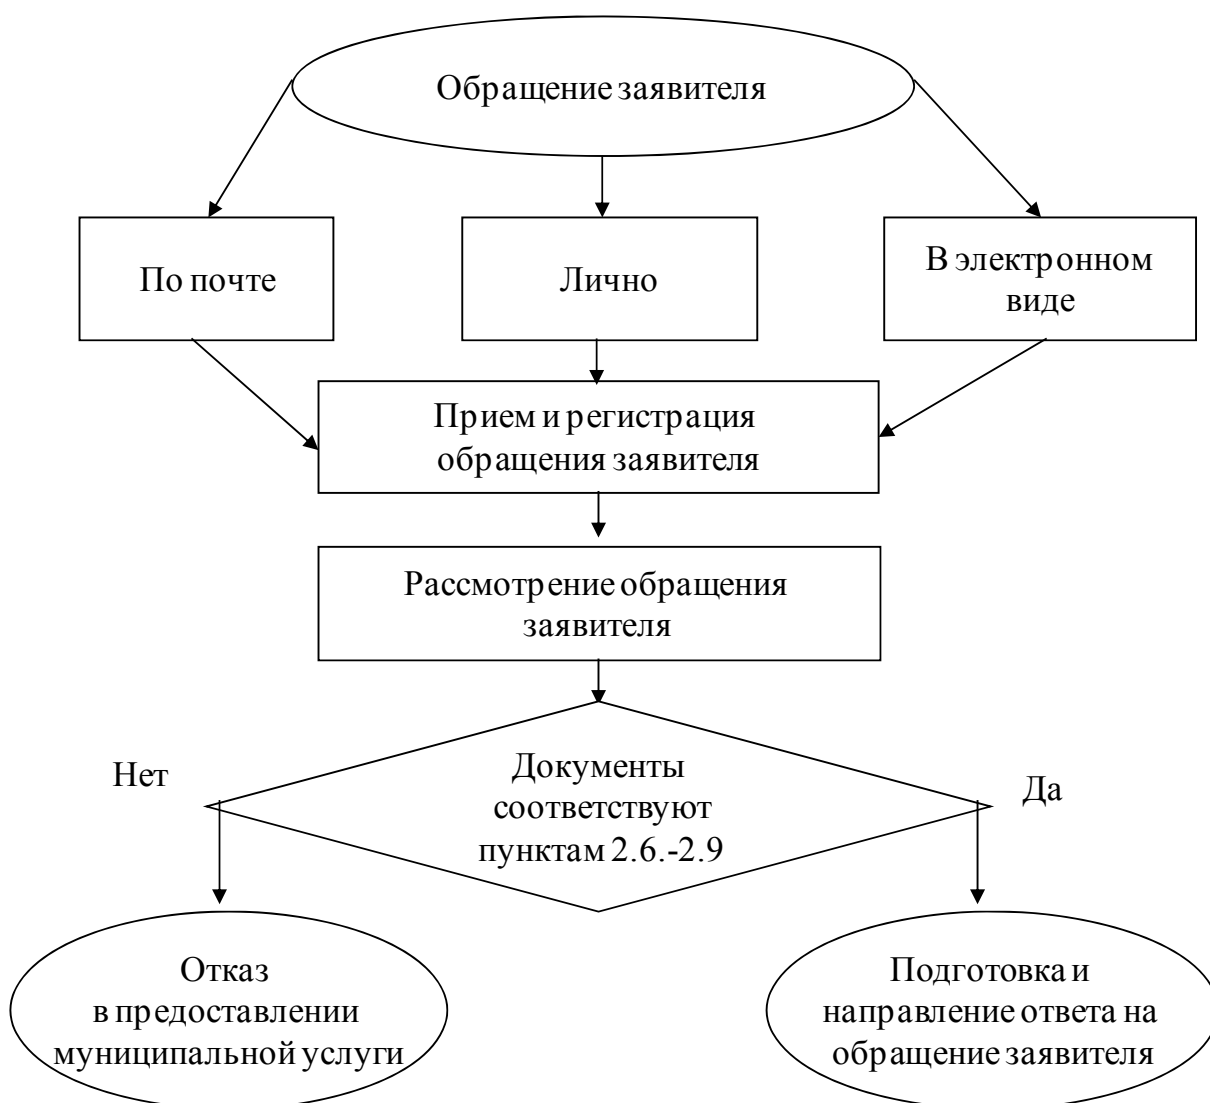 Обращение заявителя
По почте
Лично
В электронном
виде
Прием и регистрация
обращения заявителя
Рассмотрение обращения
заявителя
Нет
Документы
соответствуют
пунктам 2.6.-2.9
Да
Отказ
в предоставлении
муниципальной услуги
Подготовка и
направление ответа на
обращение заявителя